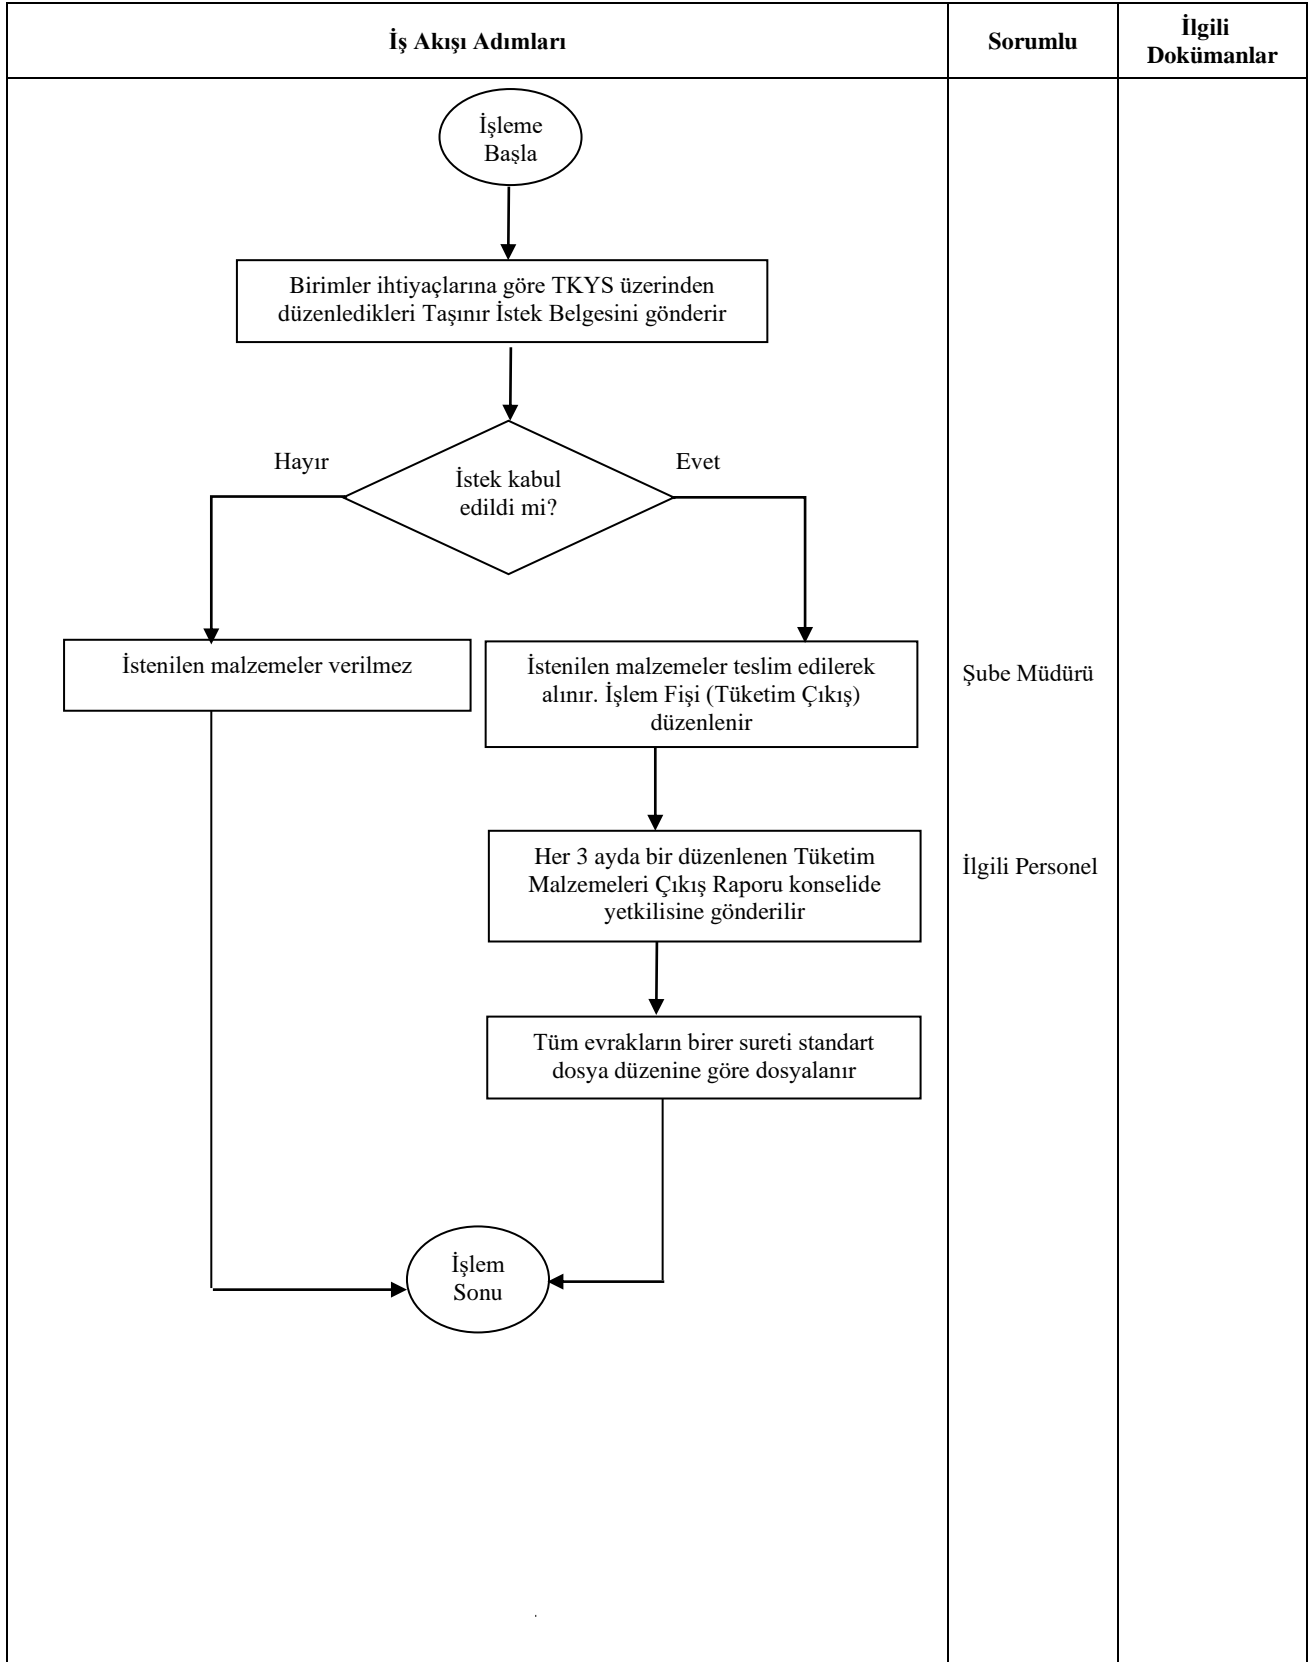 İş Akışı Adımları
Sorumlu
İlgili
Dokümanlar
İşleme
Başla
Birimler ihtiyaçlarına göre TKYS üzerinden
düzenledikleri Taşınır İstek Belgesini gönderir
Hayır
Evet
İstek kabul
edildi mi?
İstenilen malzemeler verilmez
İstenilen malzemeler teslim edilerek
alınır. İşlem Fişi (Tüketim Çıkış)
düzenlenir
Şube Müdürü
Her 3 ayda bir düzenlenen Tüketim
Malzemeleri Çıkış Raporu konselide
yetkilisine gönderilir
İlgili Personel
Tüm evrakların birer sureti standart
dosya düzenine göre dosyalanır
İşlem
Sonu